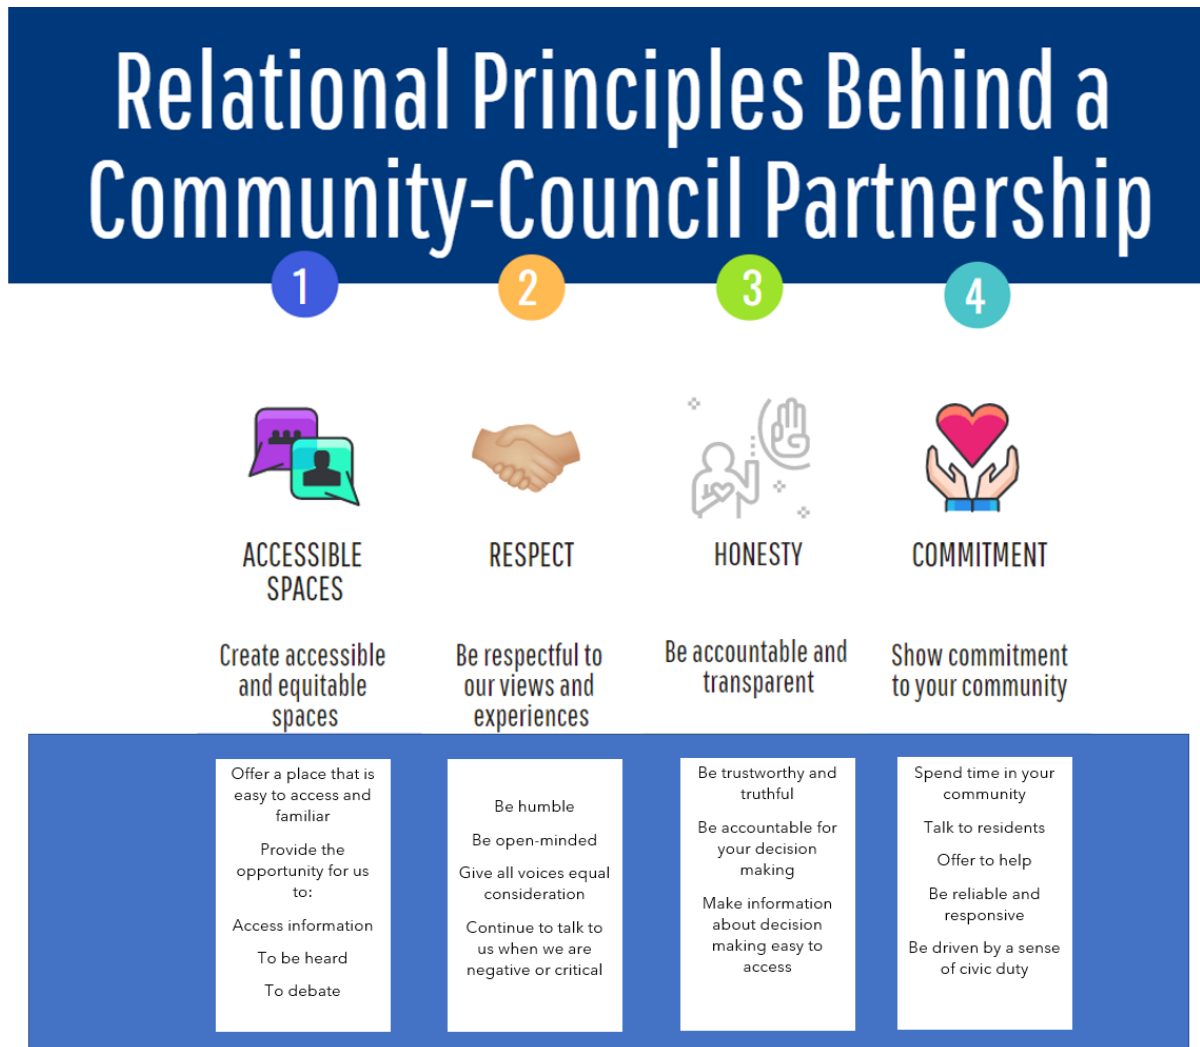 Relational Principles Behind a
Community-Council Partnership
1
2
3
4
ACCESSIBLE
SPACES
Create accessible
and equitable
spaces
Offer a place that is
easy to access and
familiar
Provide the
opportunity for us
to:
Access information
To be heard
To debate
RESPECT
Be respectful to
our views and
experiences
Be humble
Be open-minded
Give all voices equal
consideration
Continue to talk to
us when we are
negative or critical
HONESTY
Be accountable and
transparent
Be trustworthy and
truthful
Be accountable for
your decision
making
Make information
about decision
making easy to
access
COMMITMENT
Show commitment
to your community
Spend time in your
community
Talk to residents
Offer to help
Be reliable and
responsive
Be driven by a sense
of civic duty